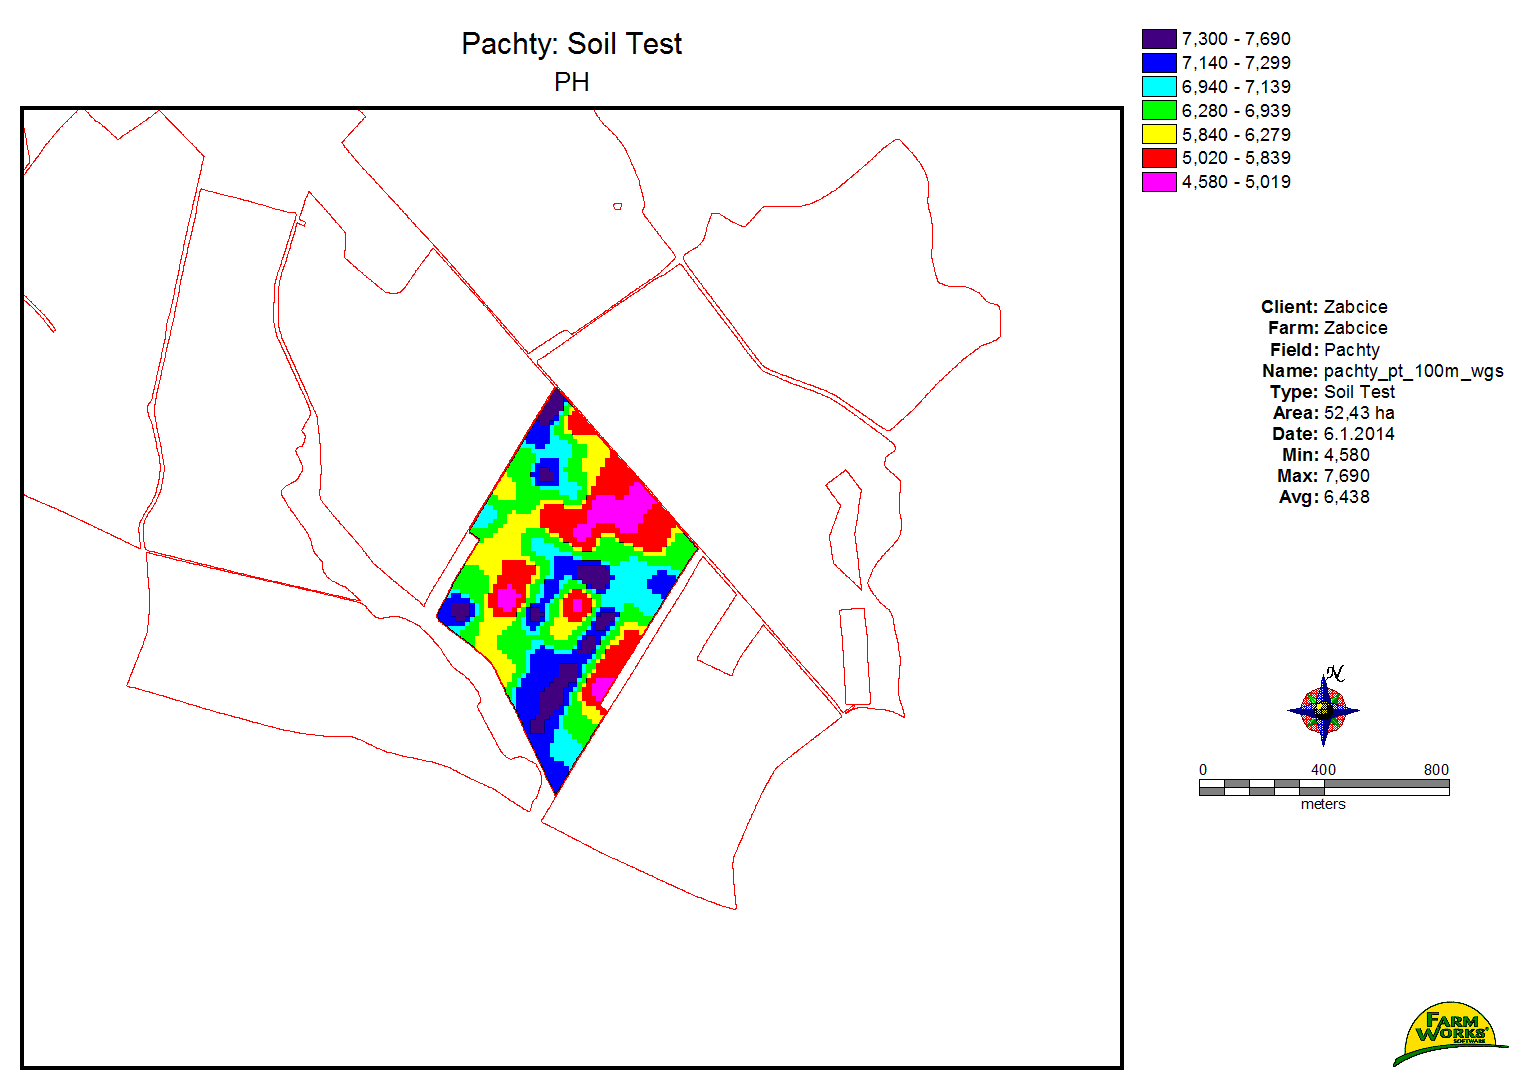 Pachty: Soil Test
PH
7,300 - 7,690
7,140 - 7,299
6,940 - 7,139
6,280 - 6,939
5,840 - 6,279
5,020 - 5,839
4,580 - 5,019
Client: Zabcice
Farm: Zabcice
Field: Pachty
Name: pachty_pt_100m_wgs
Type: Soil Test
Area: 52,43 ha
Date: 6.1.2014
Min: 4,580
Max: 7,690
Avg: 6,438
N
0 400 800
meters
FARM
WORKS
SOFTWARE